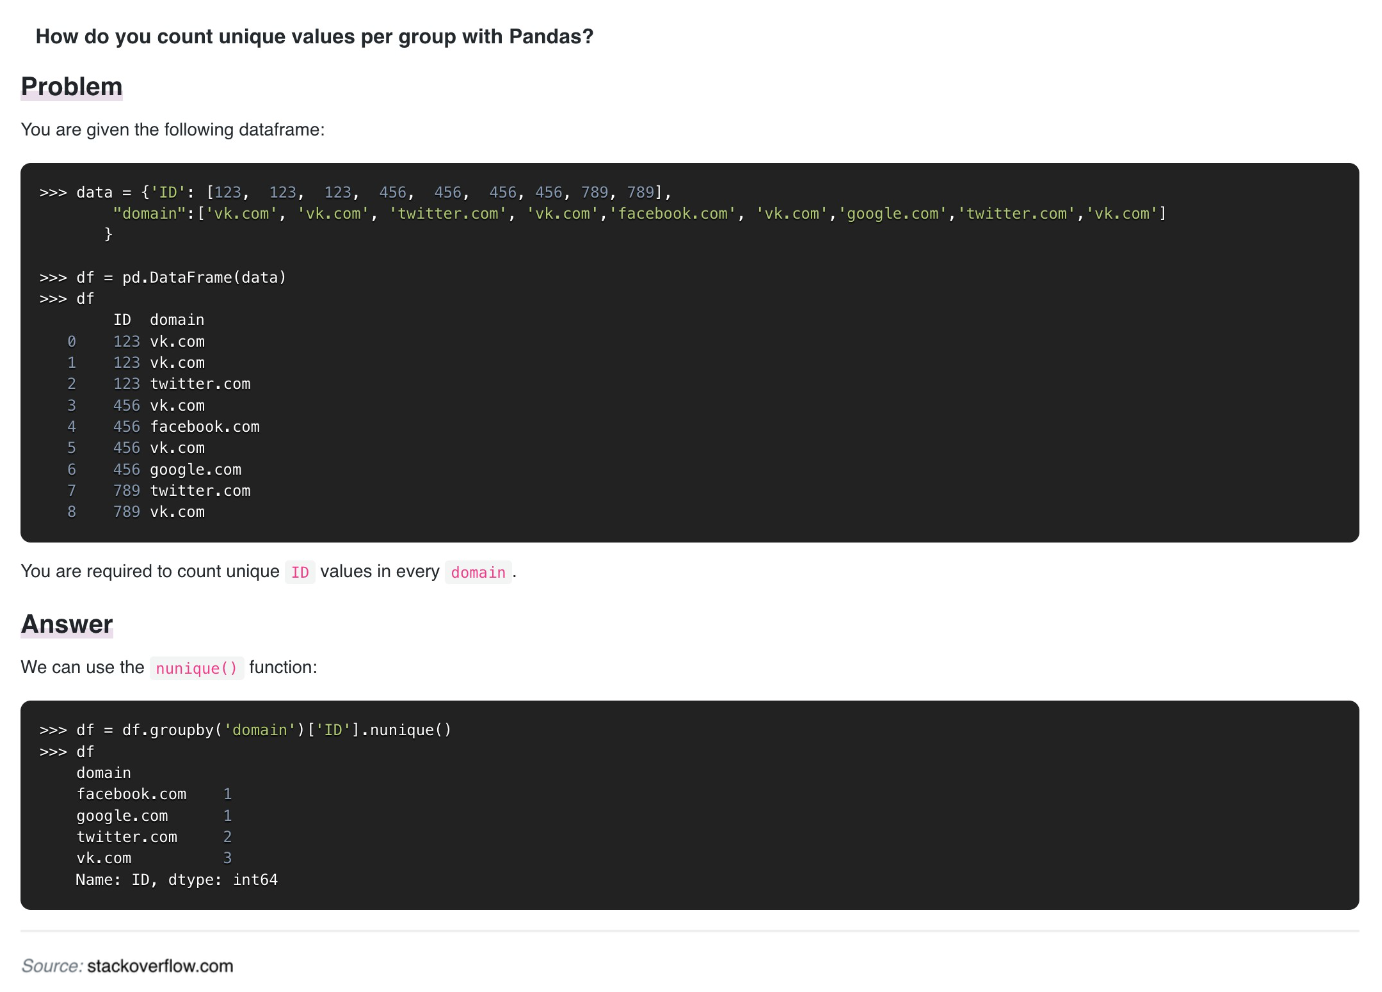 How do you count unique values per group with Pandas?
Problem
You are given the following dataframe:
>>> data = {'ID': [123,  123,  123,  456,  456,  456, 456, 789, 789],
        "domain":['vk.com', 'vk.com', 'twitter.com', 'vk.com','facebook.com', 'vk.com','google.com','twitter.com','vk.com']
       }
>>> df = pd.DataFrame(data)
>>> df
        ID  domain
   0    123 vk.com
   1    123 vk.com
   2    123 twitter.com
   3    456 vk.com
   4    456 facebook.com
   5    456 vk.com
   6    456 google.com
   7    789 twitter.com
   8    789 vk.com
You are required to count unique ID values in every domain .
Answer
We can use the nunique() function:
>>> df = df.groupby('domain')['ID'].nunique()
>>> df
    domain
    facebook.com    1
    google.com      1
    twitter.com     2
    vk.com          3
    Name: ID, dtype: int64
Source: stackoverflow.com